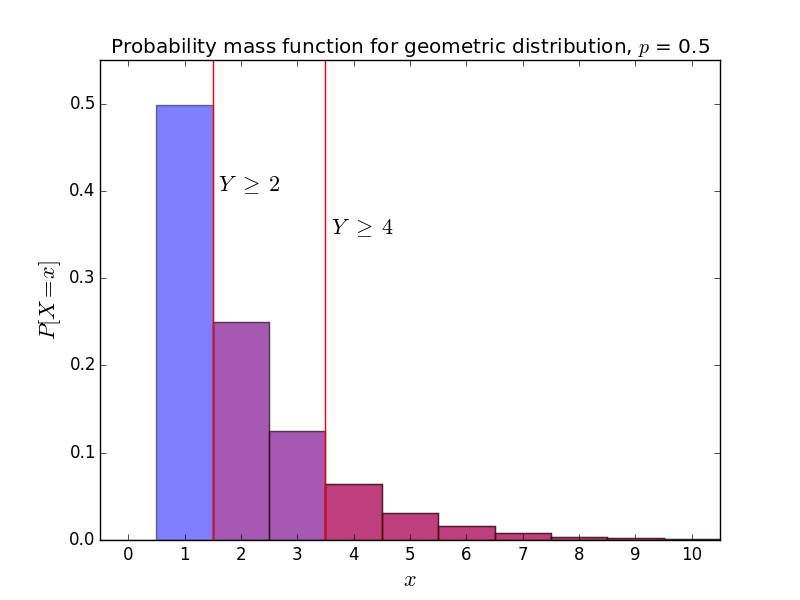 Probability mass function for geometric distribution, p = 0.5
0.5
0.4
0.3
0.2
0.1
0.0
P[X=x]
Y ≥ 2
Y ≥ 4
0 1 2 3 4 5 6 7 8 9 10
x